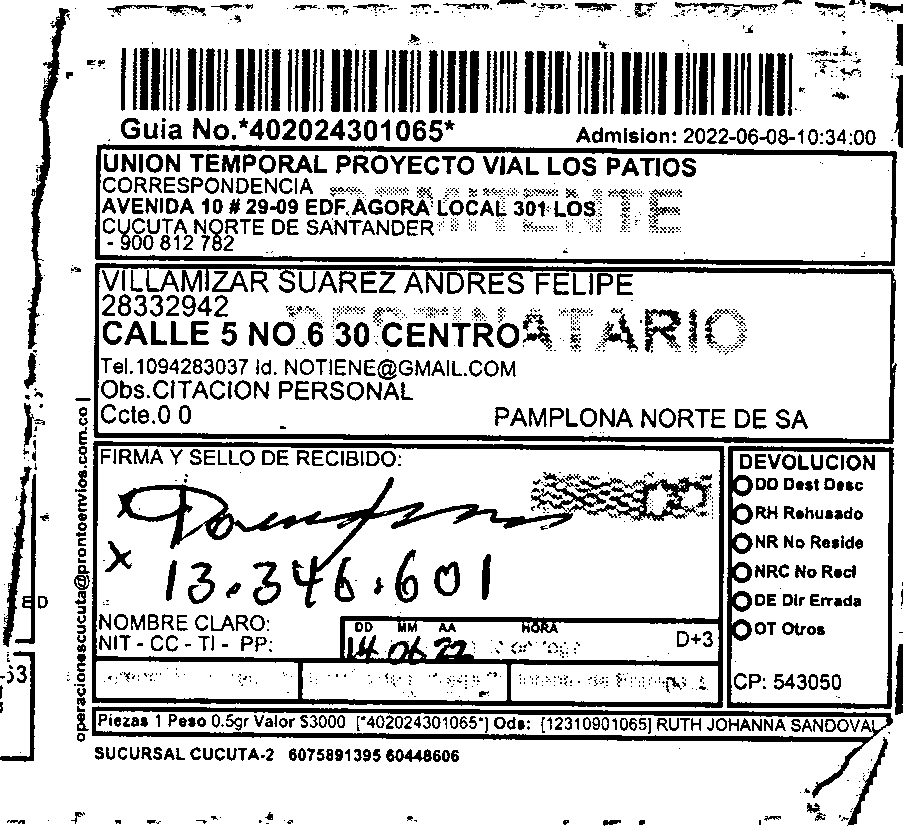 Guia No.*402024301065*
Admision: 2022-06-08-10:34:00
UNION TEMPORAL PROYECTO VIAL LOS PATIOS
CORRESPONDENCIA
REMITENTE
AVENIDA 10 # 29-09 EDF.AGORA LOCAL 301 LOS
CUCUTA NORTE DE SANTANDER
- 900 812 782
VILLAMIZAR SUAREZ ANDRES FELIPE
28332942
DESTINATARIO
CALLE 5 NO 6 30 CENTRO
Tel.1094283037 Id. NOTIENE@GMAIL.COM
Obs.CITACION PERSONAL
Ccte.0 0
PAMPLONA NORTE DE SA
operacionescucuta@prontoenvios.com.co |
FIRMA Y SELLO DE RECIBIDO:
X
13.346.601
NOMBRE CLARO:
NIT - CC - TI - PP:
DD MM AA HORA
14 06 22
D+3
DEVOLUCION
DD Dest Desc
RH Rehusado
NR No Reside
NRC No Recl
DE Dir Errada
OT Otros
CP: 543050
Piezas 1 Peso 0.5gr Valor $3000 [*402024301065*] Ods: [12310901065] RUTH JOHANNA SANDOVAL
SUCURSAL CUCUTA-2 6075891395 60448606